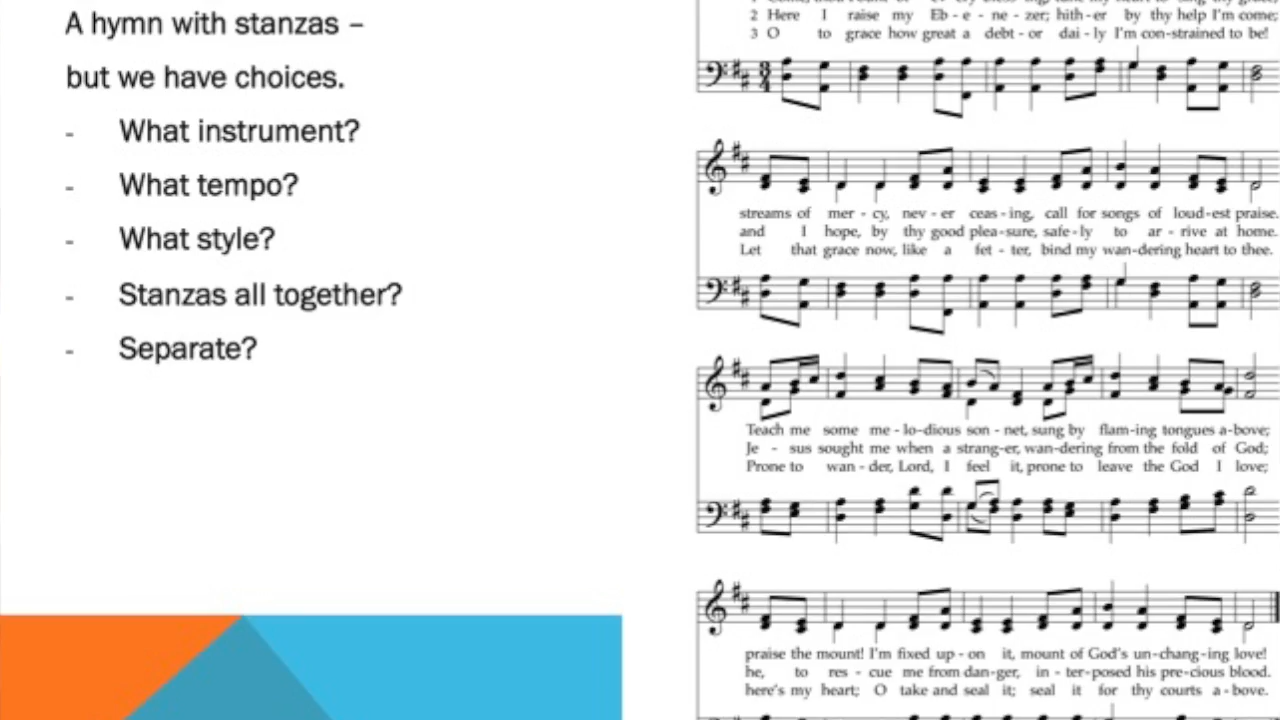 A hymn with stanzas –
but we have choices.
- What instrument?
- What tempo?
- What style?
- Stanzas all together?
- Separate?
2 Here I raise my Eb - e - ne - zer; hith - er by thy help I'm come;
3 O to grace how great a debt - or dai - ly I'm con-strained to be!
3
4
streams of mer - cy, nev - er ceas - ing, call for songs of loud-est praise.
and I hope, by thy good plea-sure, safe-ly to ar - rive at home.
Let that grace now, like a fet - ter, bind my wan-dering heart to thee.
Teach me some me - lo-dious son - net, sung by flam-ing tongues a-bove;
Je - sus sought me when a strang-er, wan-dering from the fold of God;
Prone to wan - der, Lord, I feel it, prone to leave the God I love;
praise the mount! I'm fixed up - on it, mount of God's un-chang-ing love!
he, to res - cue me from dan-ger, in - ter-posed his pre-cious blood.
here's my heart; O take and seal it; seal it for thy courts a - bove.